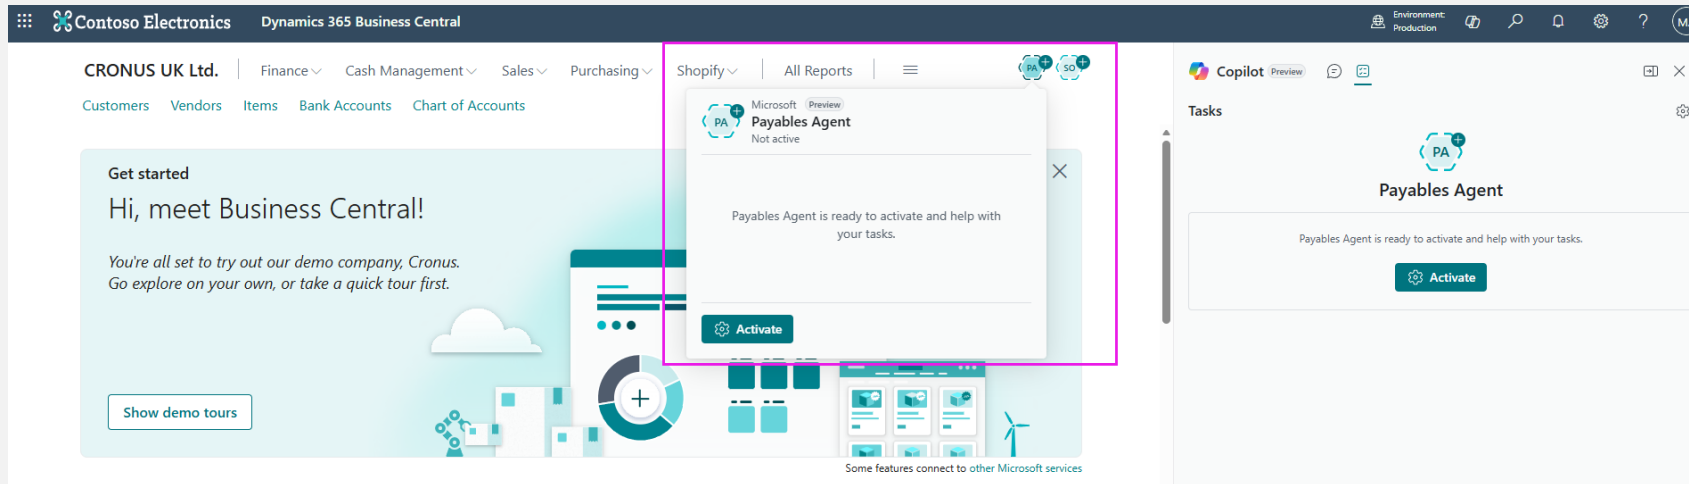 Contoso Electronics
Dynamics 365 Business Central
Environment:
Production
CRONUS UK Ltd.
Finance
Cash Management
Sales
Purchasing
Shopify
All Reports
PA
SO
Customers
Vendors
Items
Bank Accounts
Chart of Accounts
Get started
Hi, meet Business Central!
You're all set to try out our demo company, Cronus.
Go explore on your own, or take a quick tour first.
Show demo tours
PA
Microsoft Preview
Payables Agent
Not active
Payables Agent is ready to activate and help with
your tasks.
Activate
Some features connect to other Microsoft services
Copilot Preview
Tasks
PA
Payables Agent
Payables Agent is ready to activate and help with your tasks.
Activate